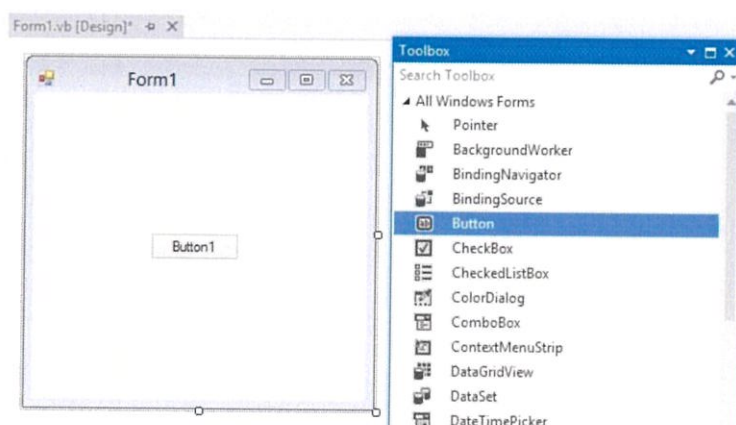 Form1.vb [Design]*
Form1
Button1
Toolbox
Search Toolbox
All Windows Forms
Pointer
BackgroundWorker
BindingNavigator
BindingSource
Button
CheckBox
CheckedListBox
ColorDialog
ComboBox
ContextMenuStrip
DataGridView
DataSet
DateTimePicker